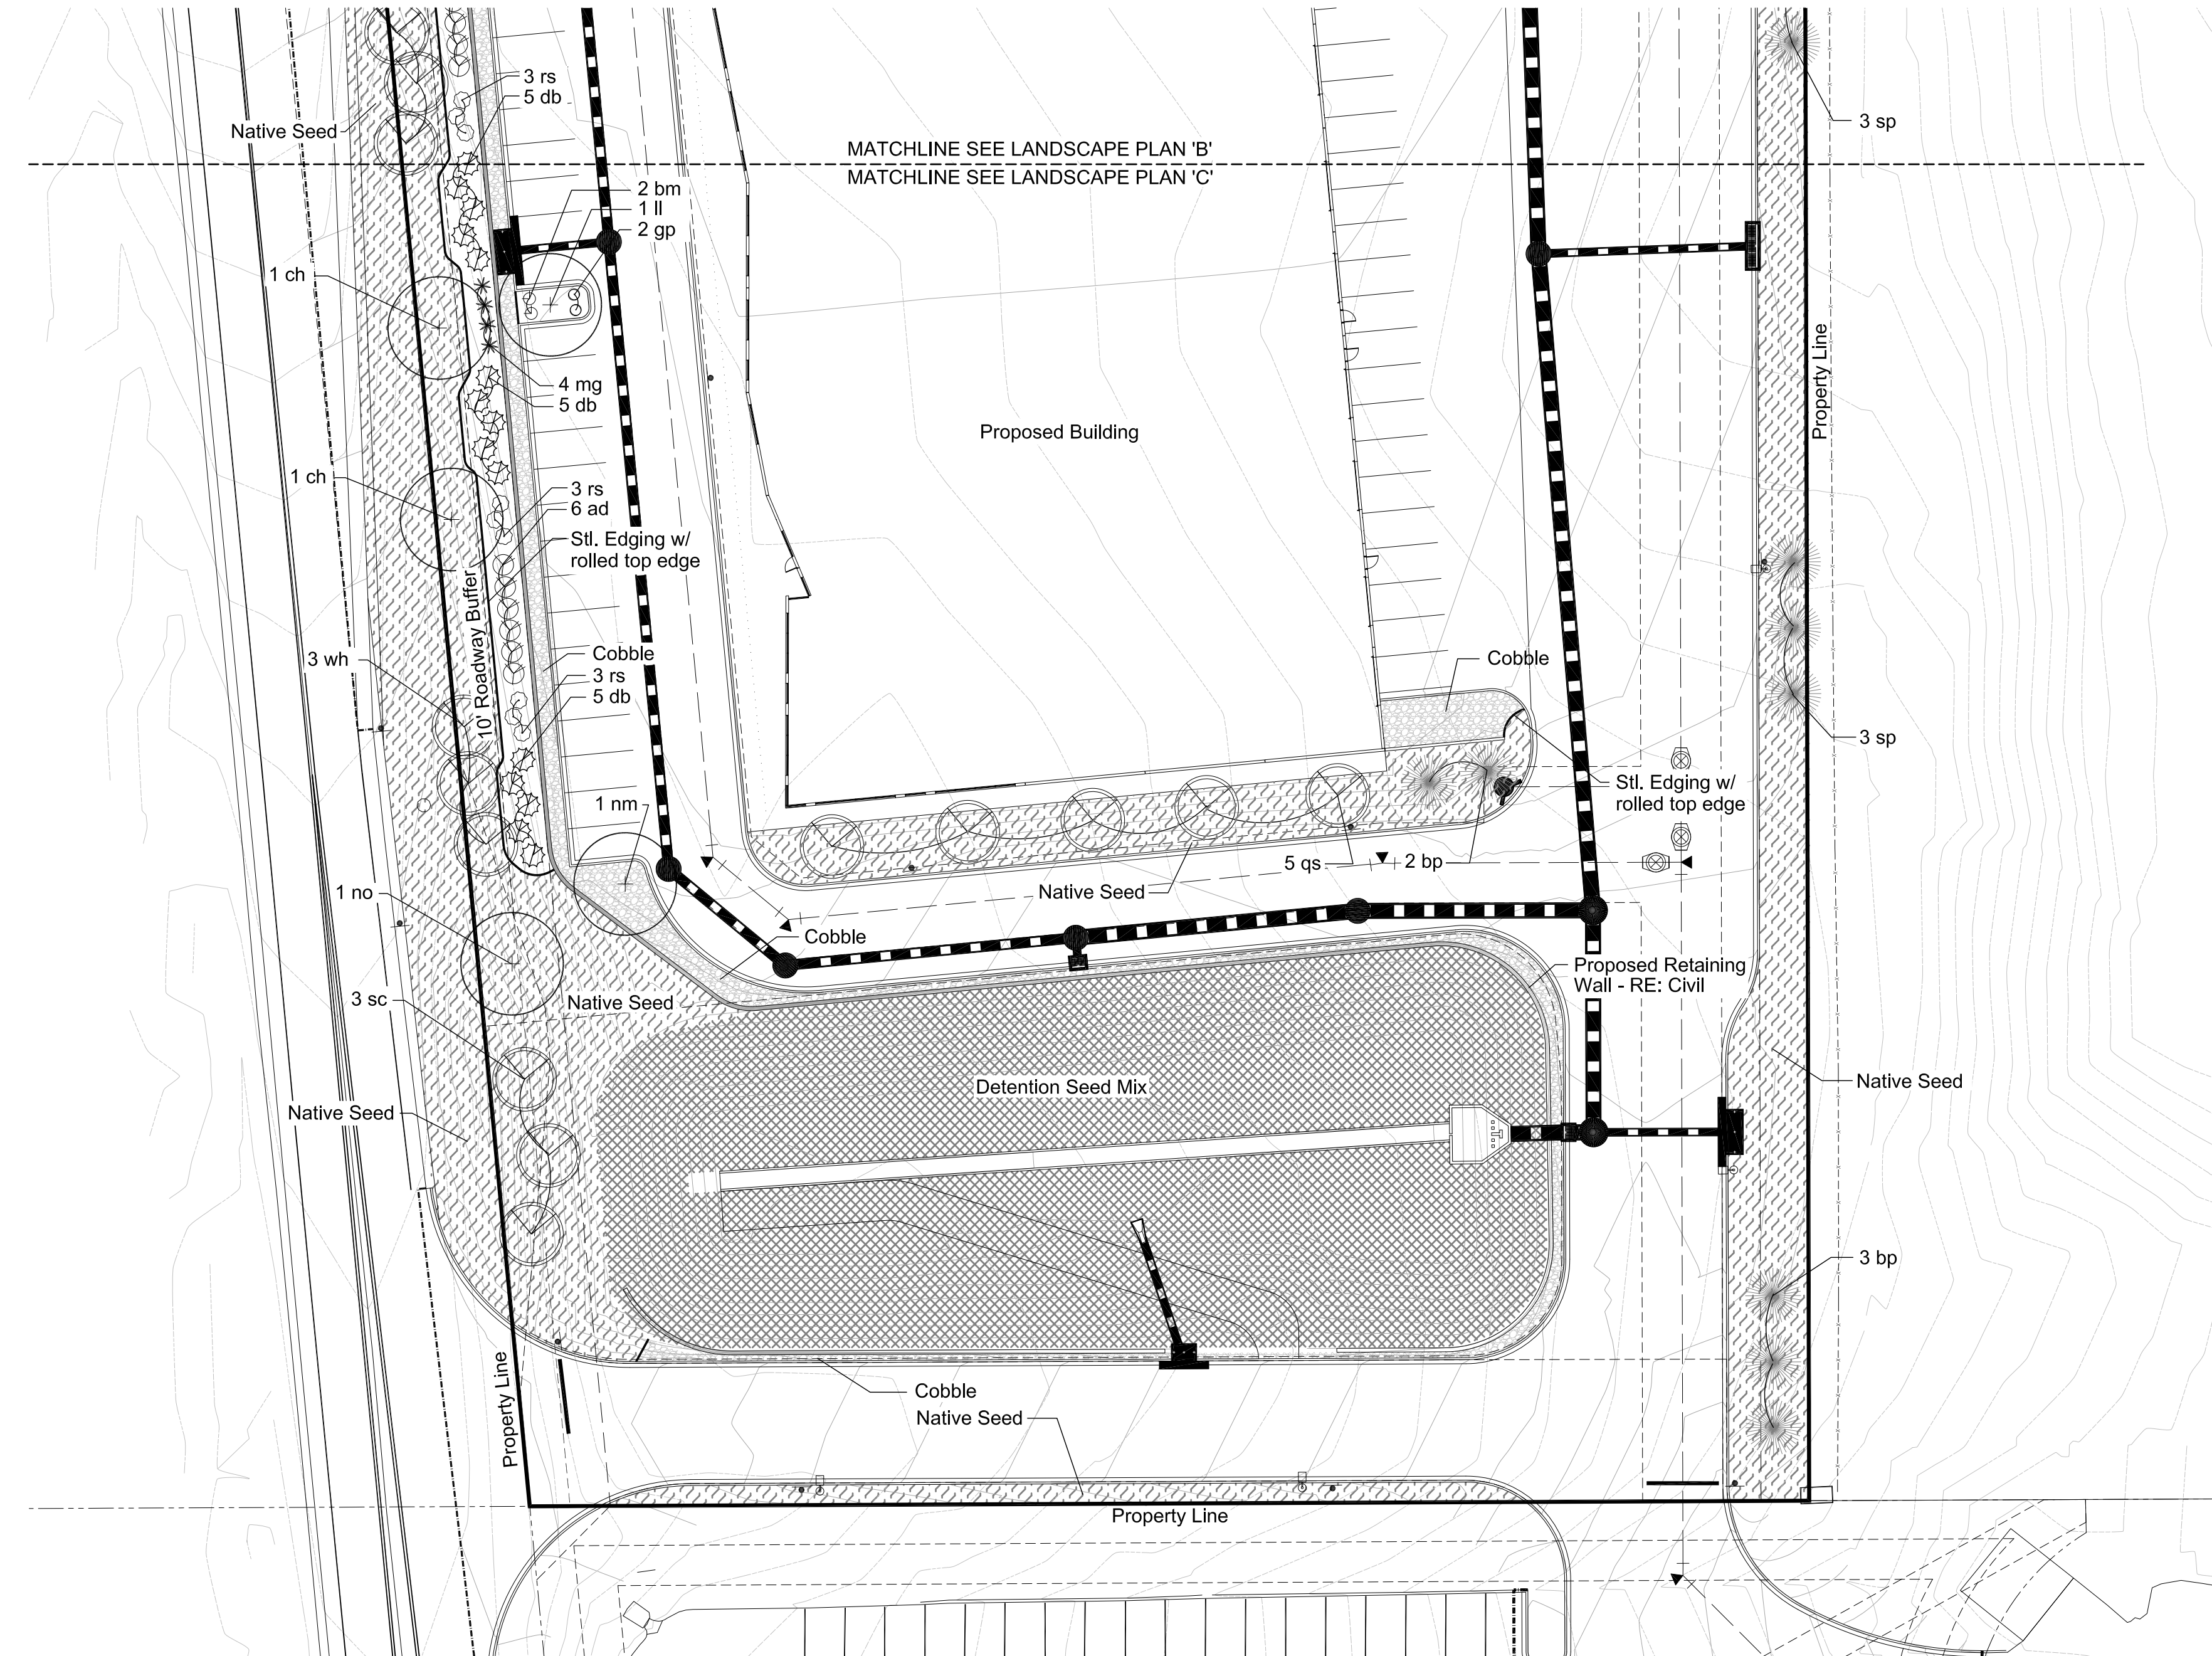 3 rs
5 db
Native Seed
3 sp
MATCHLINE SEE LANDSCAPE PLAN 'B'
MATCHLINE SEE LANDSCAPE PLAN 'C'
2 bm
1 ll
2 gp
1 ch
4 mg
5 db
Property Line
Proposed Building
1 ch
3 rs
6 ad
Stl. Edging w/
rolled top edge
10' Roadway Buffer
Cobble
3 wh
3 rs
5 db
Cobble
3 sp
Stl. Edging w/
rolled top edge
1 nm
5 qs
2 bp
Native Seed
1 no
Cobble
Proposed Retaining
Wall - RE: Civil
3 sc
Native Seed
Detention Seed Mix
Native Seed
Native Seed
3 bp
Property Line
Cobble
Native Seed
Property Line